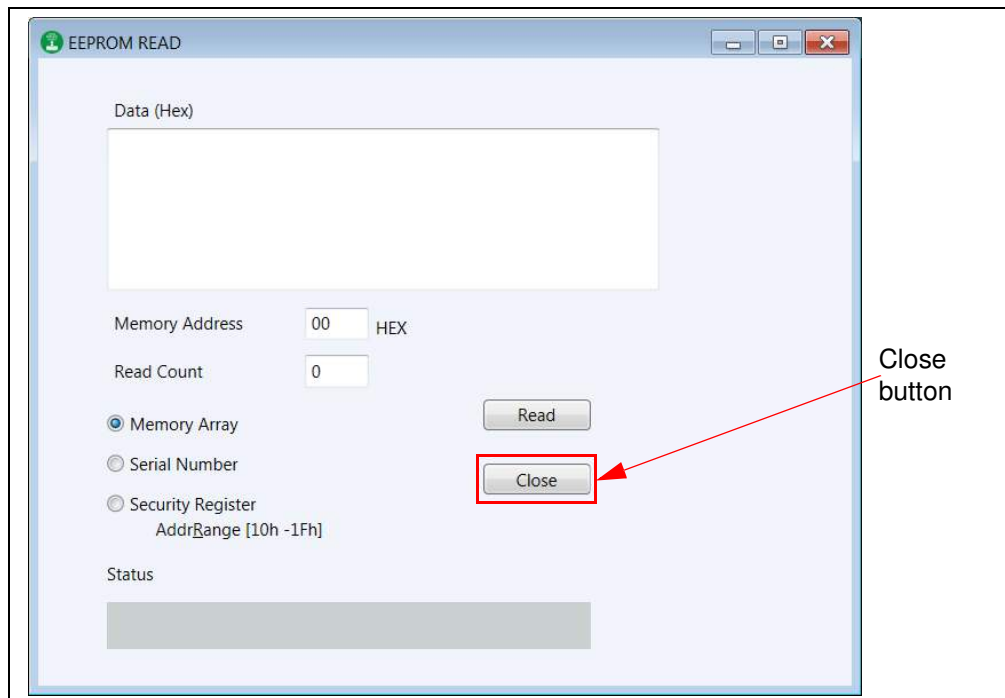 EEPROM READ
Data (Hex)
Memory Address 00 HEX
Read Count 0
Memory Array
Read
Serial Number
Close
Security Register
AddrRange [10h -1Fh]
Status
Close
button